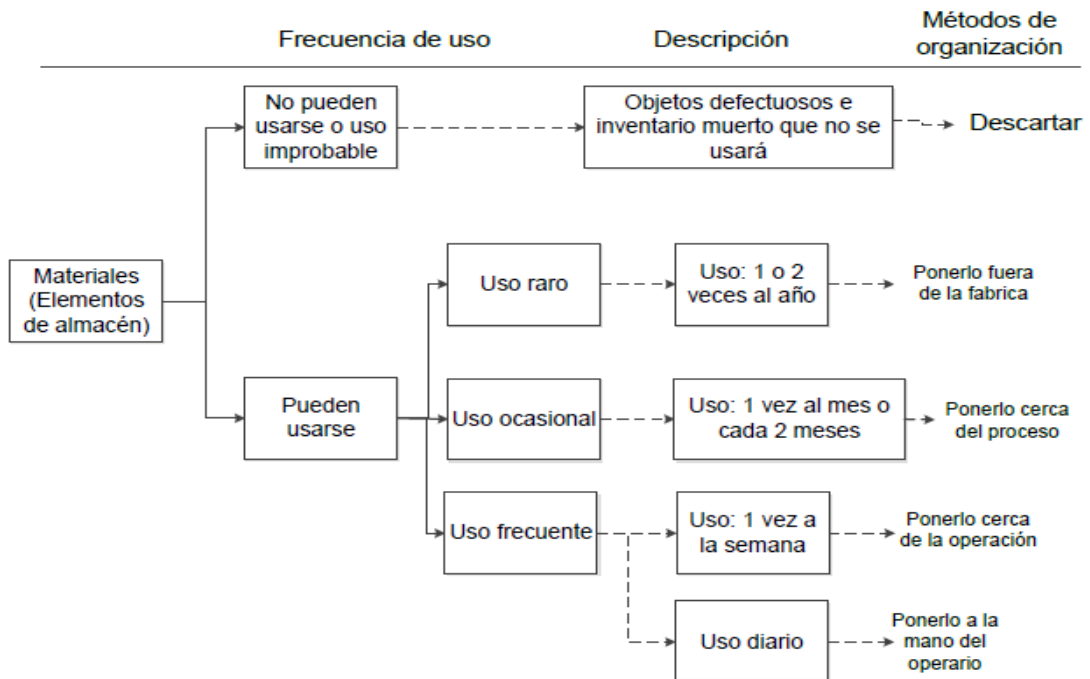 Frecuencia de uso
Descripción
Métodos de
organización
No pueden
usarse o uso
improbable
Objetos defectuosos e
inventario muerto que no se
usará
Descartar
Materiales
(Elementos
de almacén)
Uso raro
Uso: 1 o 2
veces al año
Ponerlo fuera
de la fabrica
Pueden
usarse
Uso ocasional
Uso: 1 vez al mes o
cada 2 meses
Ponerlo cerca
del proceso
Uso frecuente
Uso: 1 vez a
la semana
Ponerlo cerca
de la operación
Uso diario
Ponerlo a la
mano del
operario